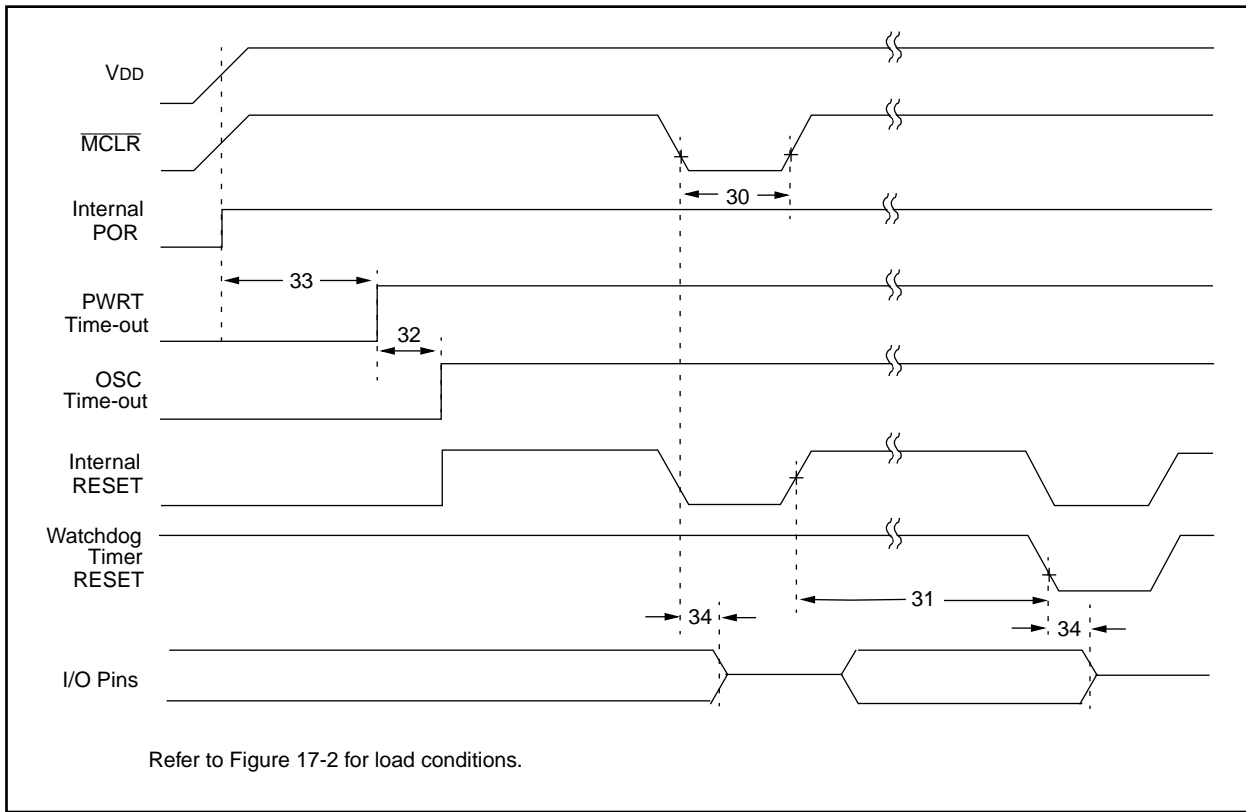 VDD
MCLR
Internal
POR
PWRT
Time-out
OSC
Time-out
Internal
RESET
Watchdog
Timer
RESET
I/O Pins
30
33
32
31
34
34
Refer to Figure 17-2 for load conditions.